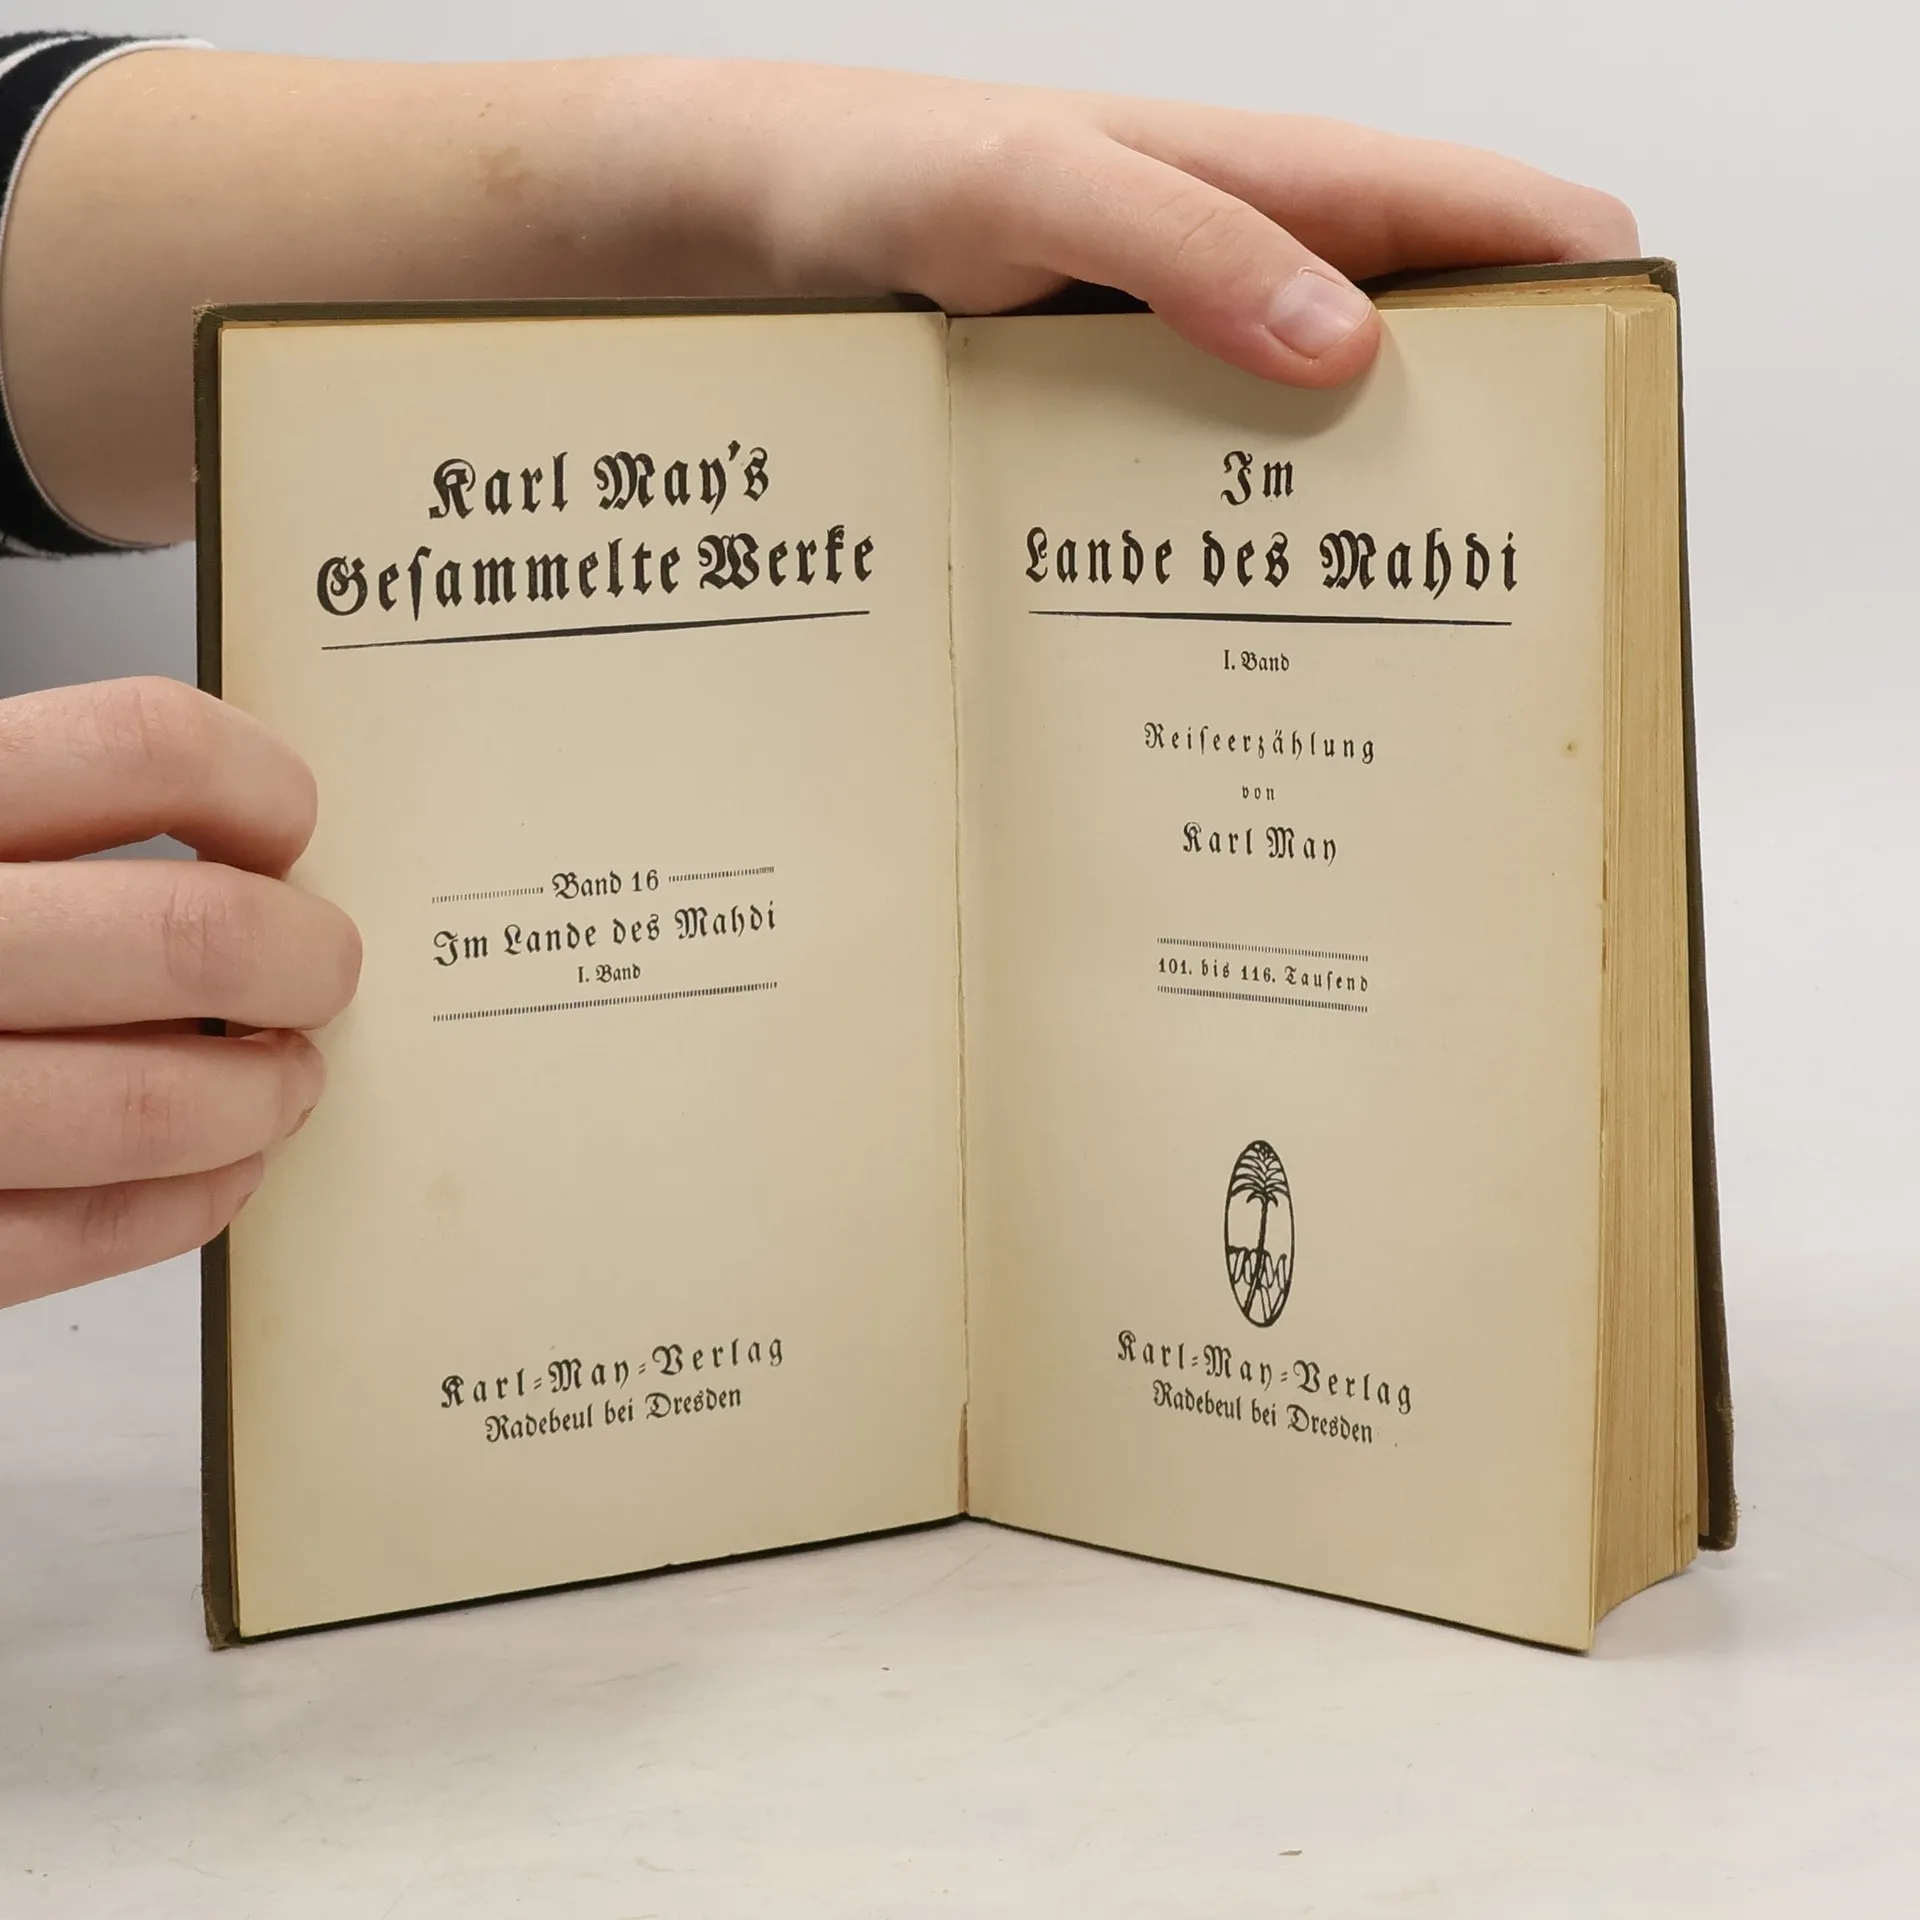 Karl May's
Geſammelte Werke
Band 16
Im Lande des Mahdi
I. Band
Karl-May-Verlag
Radebeul bei Dresden
Im
Lande des Mahdi
I. Band
Reiſeerzählung
von
Karl May
101. bis 116. Tauſend
Karl-May-Verlag
Radebeul bei Dresden